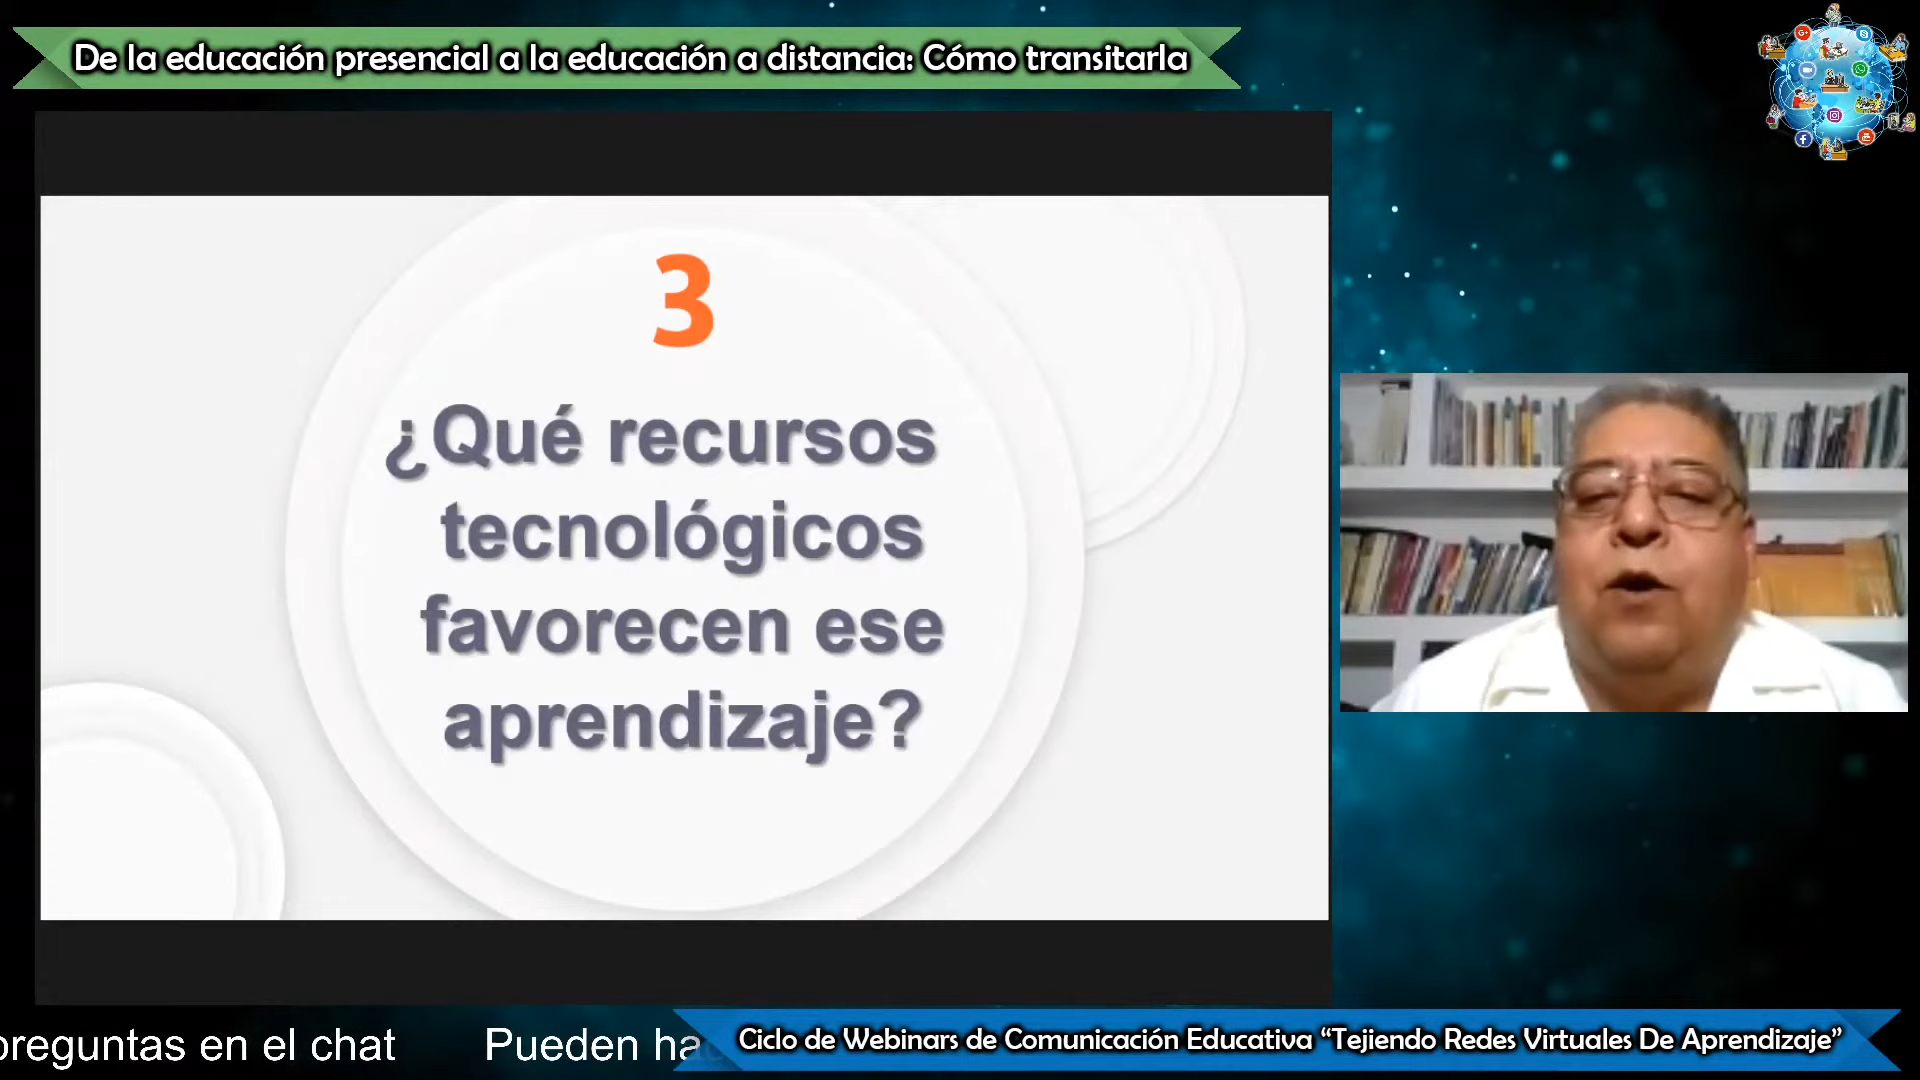 De la educación presencial a la educación a distancia: Cómo transitarla
3
¿Qué recursos
tecnológicos
favorecen ese
aprendizaje?
preguntas en el chat Pueden ha
Ciclo de Webinars de Comunicación Educativa “Tejiendo Redes Virtuales De Aprendizaje”